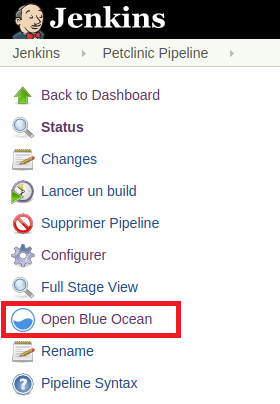 Jenkins
Jenkins Petclinic Pipeline
Back to Dashboard
Status
Changes
Lancer un build
Supprimer Pipeline
Configurer
Full Stage View
Open Blue Ocean
Rename
Pipeline Syntax